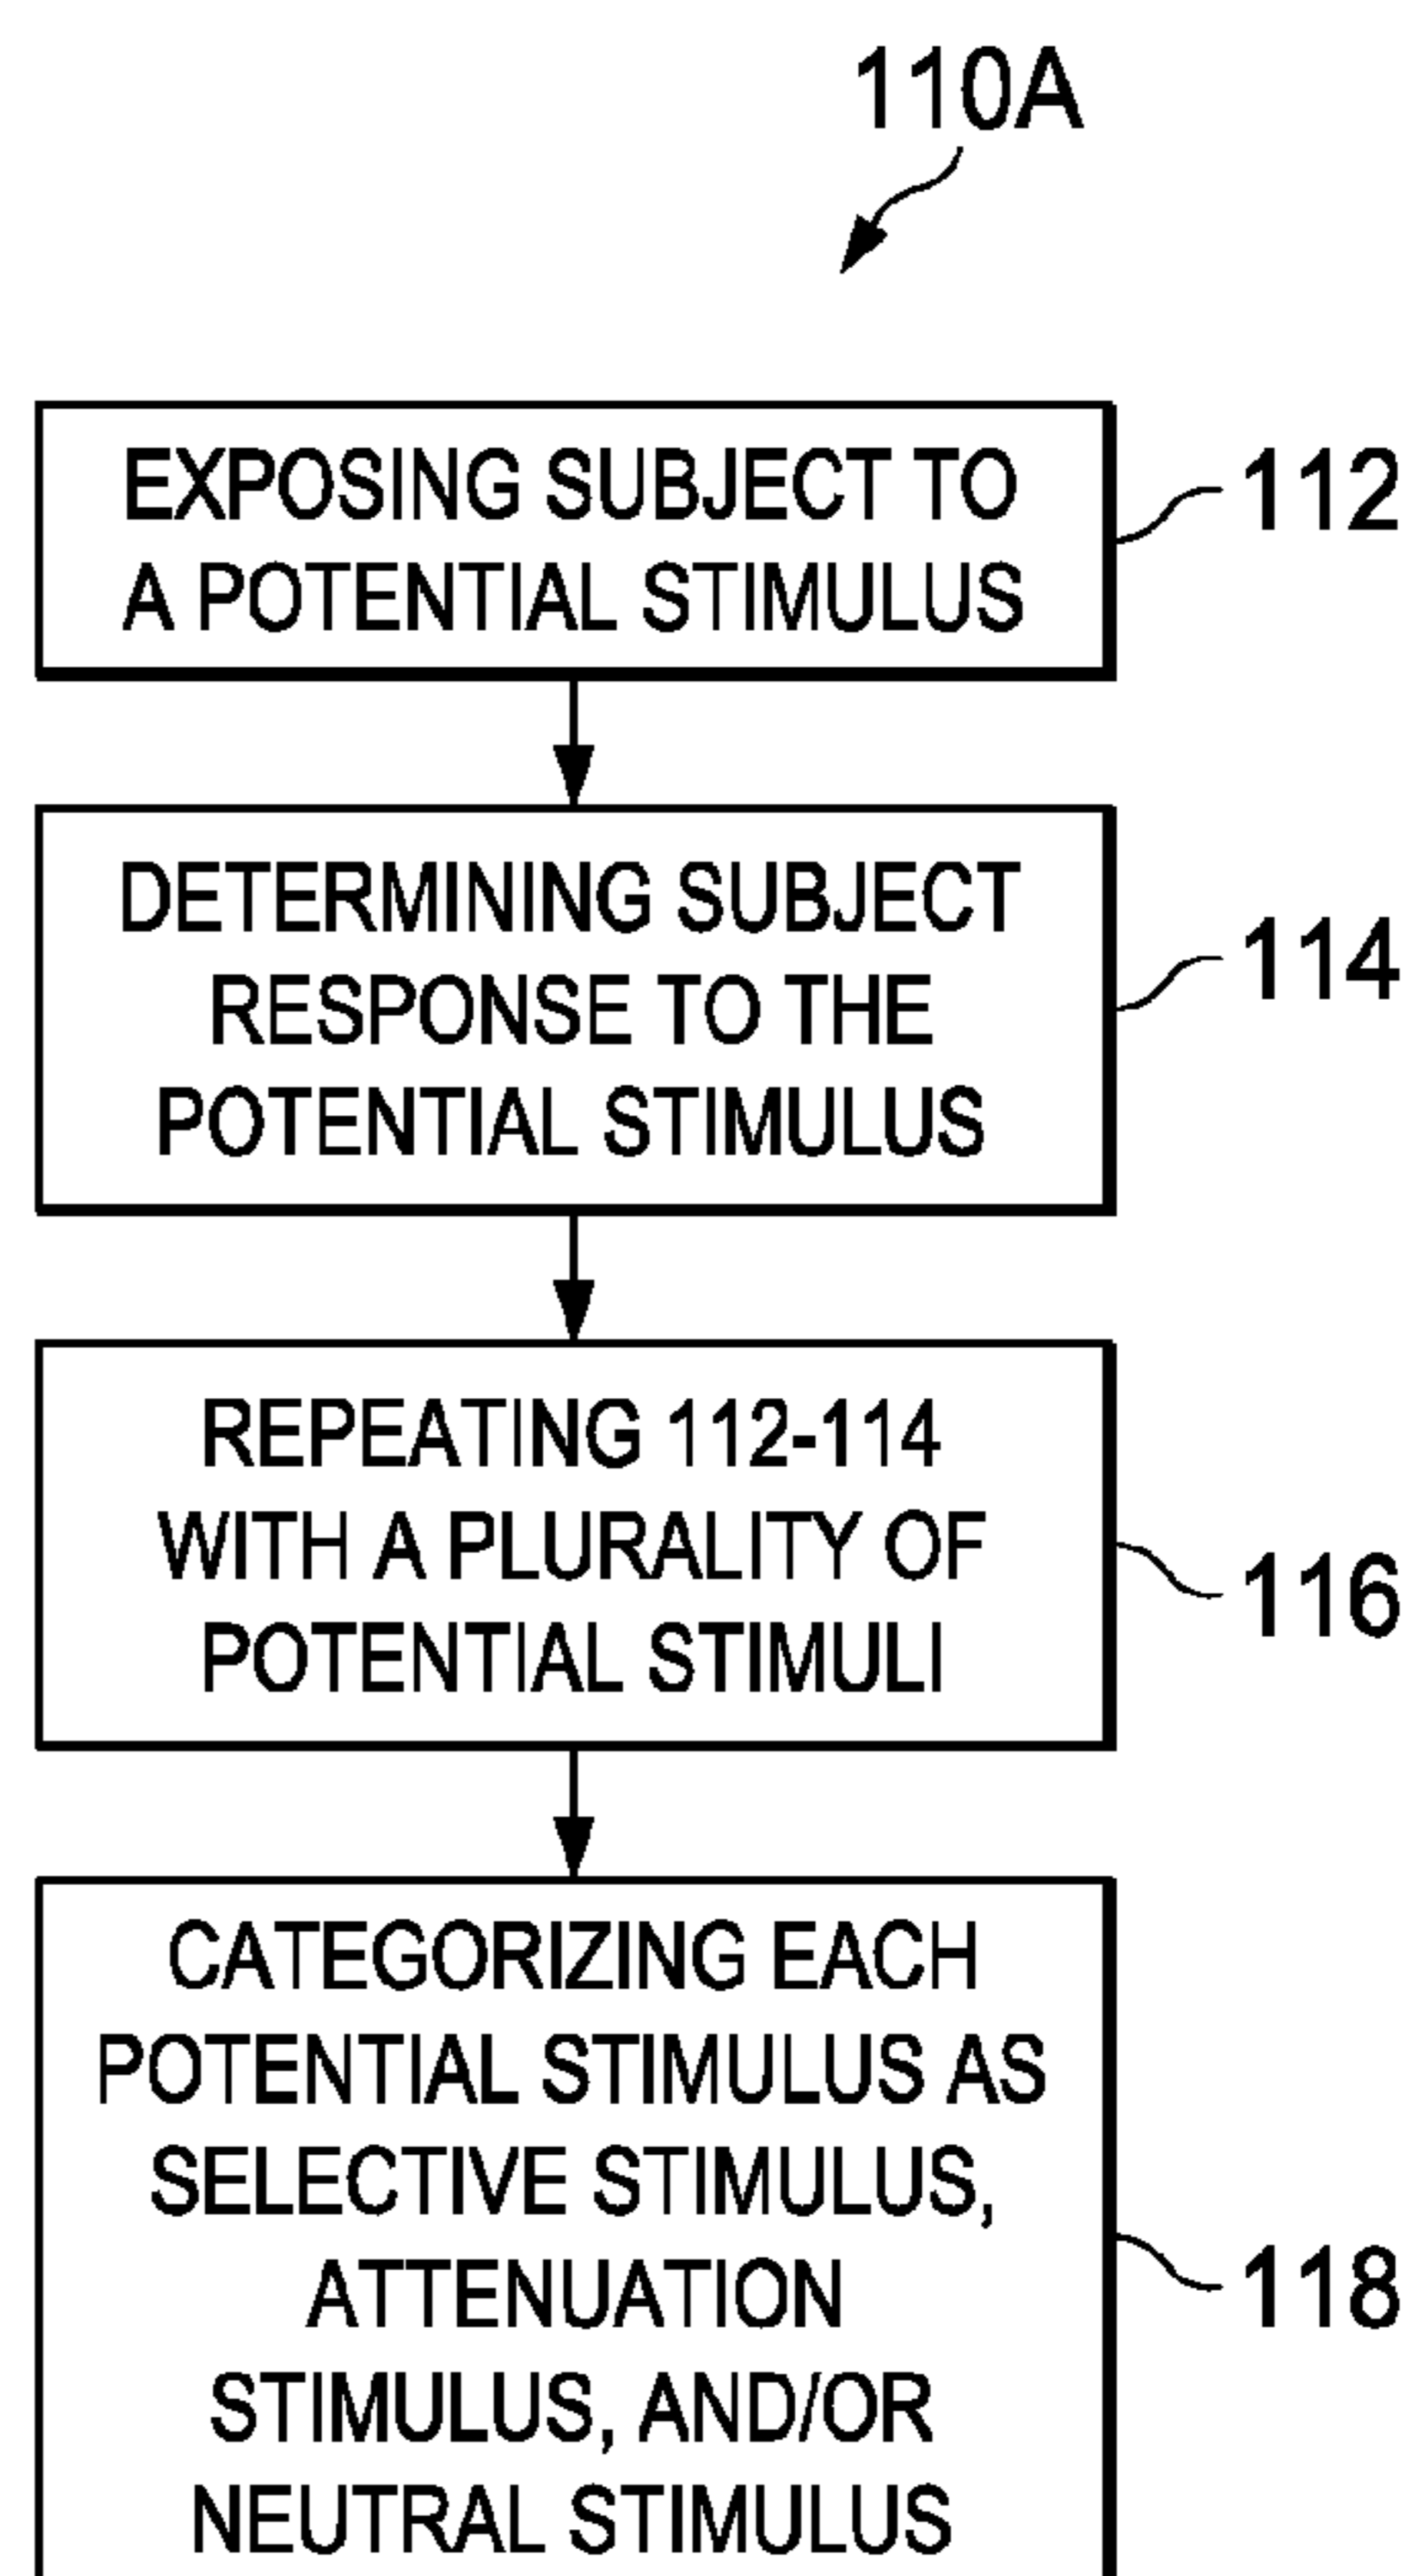 110A
EXPOSING SUBJECT TO
A POTENTIAL STIMULUS
112
DETERMINING SUBJECT
RESPONSE TO THE
POTENTIAL STIMULUS
114
REPEATING 112-114
WITH A PLURALITY OF
POTENTIAL STIMULI
116
CATEGORIZING EACH
POTENTIAL STIMULUS AS
SELECTIVE STIMULUS,
ATTENUATION
STIMULUS, AND/OR
NEUTRAL STIMULUS
118